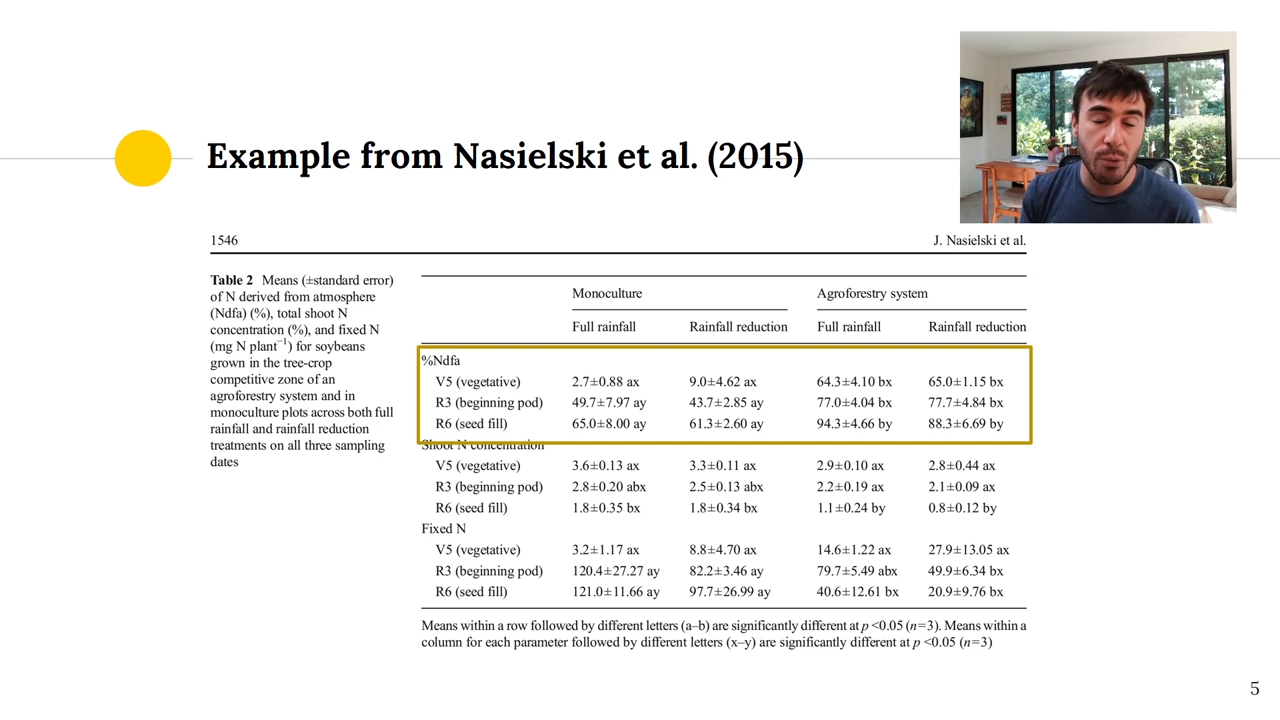 Example from Nasielski et al. (2015)
1546
J. Nasielski et al.
Table 2 Means (±standard error)
of N derived from atmosphere
(Ndfa) (%), total shoot N
concentration (%), and fixed N
(mg N plant⁻¹) for soybeans
grown in the tree-crop
competitive zone of an
agroforestry system and in
monoculture plots across both full
rainfall and rainfall reduction
treatments on all three sampling
dates
Monoculture Agroforestry system
Full rainfall Rainfall reduction Full rainfall Rainfall reduction
%Ndfa
V5 (vegetative) 2.7±0.88 ax 9.0±4.62 ax 64.3±4.10 bx 65.0±1.15 bx
R3 (beginning pod) 49.7±7.97 ay 43.7±2.85 ay 77.0±4.04 bx 77.7±4.84 bx
R6 (seed fill) 65.0±8.00 ay 61.3±2.60 ay 94.3±4.66 by 88.3±6.69 by
Shoot N concentration
V5 (vegetative) 3.6±0.13 ax 3.3±0.11 ax 2.9±0.10 ax 2.8±0.44 ax
R3 (beginning pod) 2.8±0.20 abx 2.5±0.13 abx 2.2±0.19 ax 2.1±0.09 ax
R6 (seed fill) 1.8±0.35 bx 1.8±0.34 bx 1.1±0.24 by 0.8±0.12 by
Fixed N
V5 (vegetative) 3.2±1.17 ax 8.8±4.70 ax 14.6±1.22 ax 27.9±13.05 ax
R3 (beginning pod) 120.4±27.27 ay 82.2±3.46 ay 79.7±5.49 abx 49.9±6.34 bx
R6 (seed fill) 121.0±11.66 ay 97.7±26.99 ay 40.6±12.61 bx 20.9±9.76 bx
Means within a row followed by different letters (a–b) are significantly different at p <0.05 (n=3). Means within a
column for each parameter followed by different letters (x–y) are significantly different at p <0.05 (n=3)
5